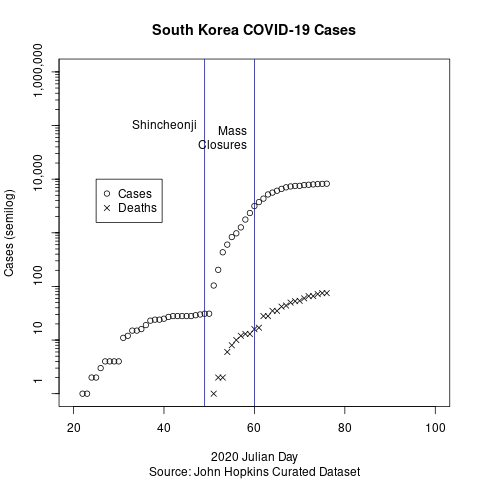 South Korea COVID-19 Cases
Cases (semilog)
1,000,000
10,000
100
10
1
Shincheonji
Mass
Closures
Cases
Deaths
20 40 60 80 100
2020 Julian Day
Source: John Hopkins Curated Dataset